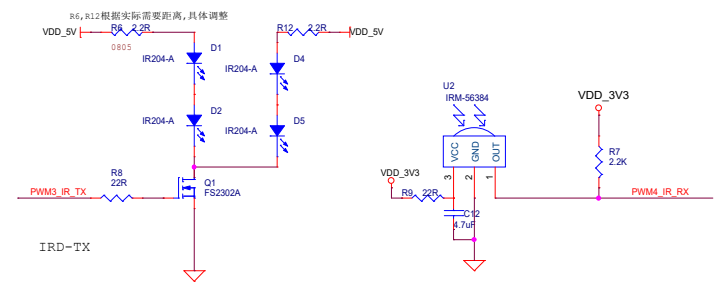 R6,R12根据实际需要距离,具体调整
VDD_5V
R6 2.2R
0805
R12 2.2R
VDD_5V
D1
IR204-A
D4
IR204-A
D2
IR204-A
D5
IR204-A
R8
22R
PWM3_IR_TX
Q1
FS2302A
IRD-TX
U2
IRM-56384
VCC
GND
OUT
3
2
1
VDD_3V3
R9 22R
C12
4.7uF
VDD_3V3
R7
2.2K
PWM4_IR_RX